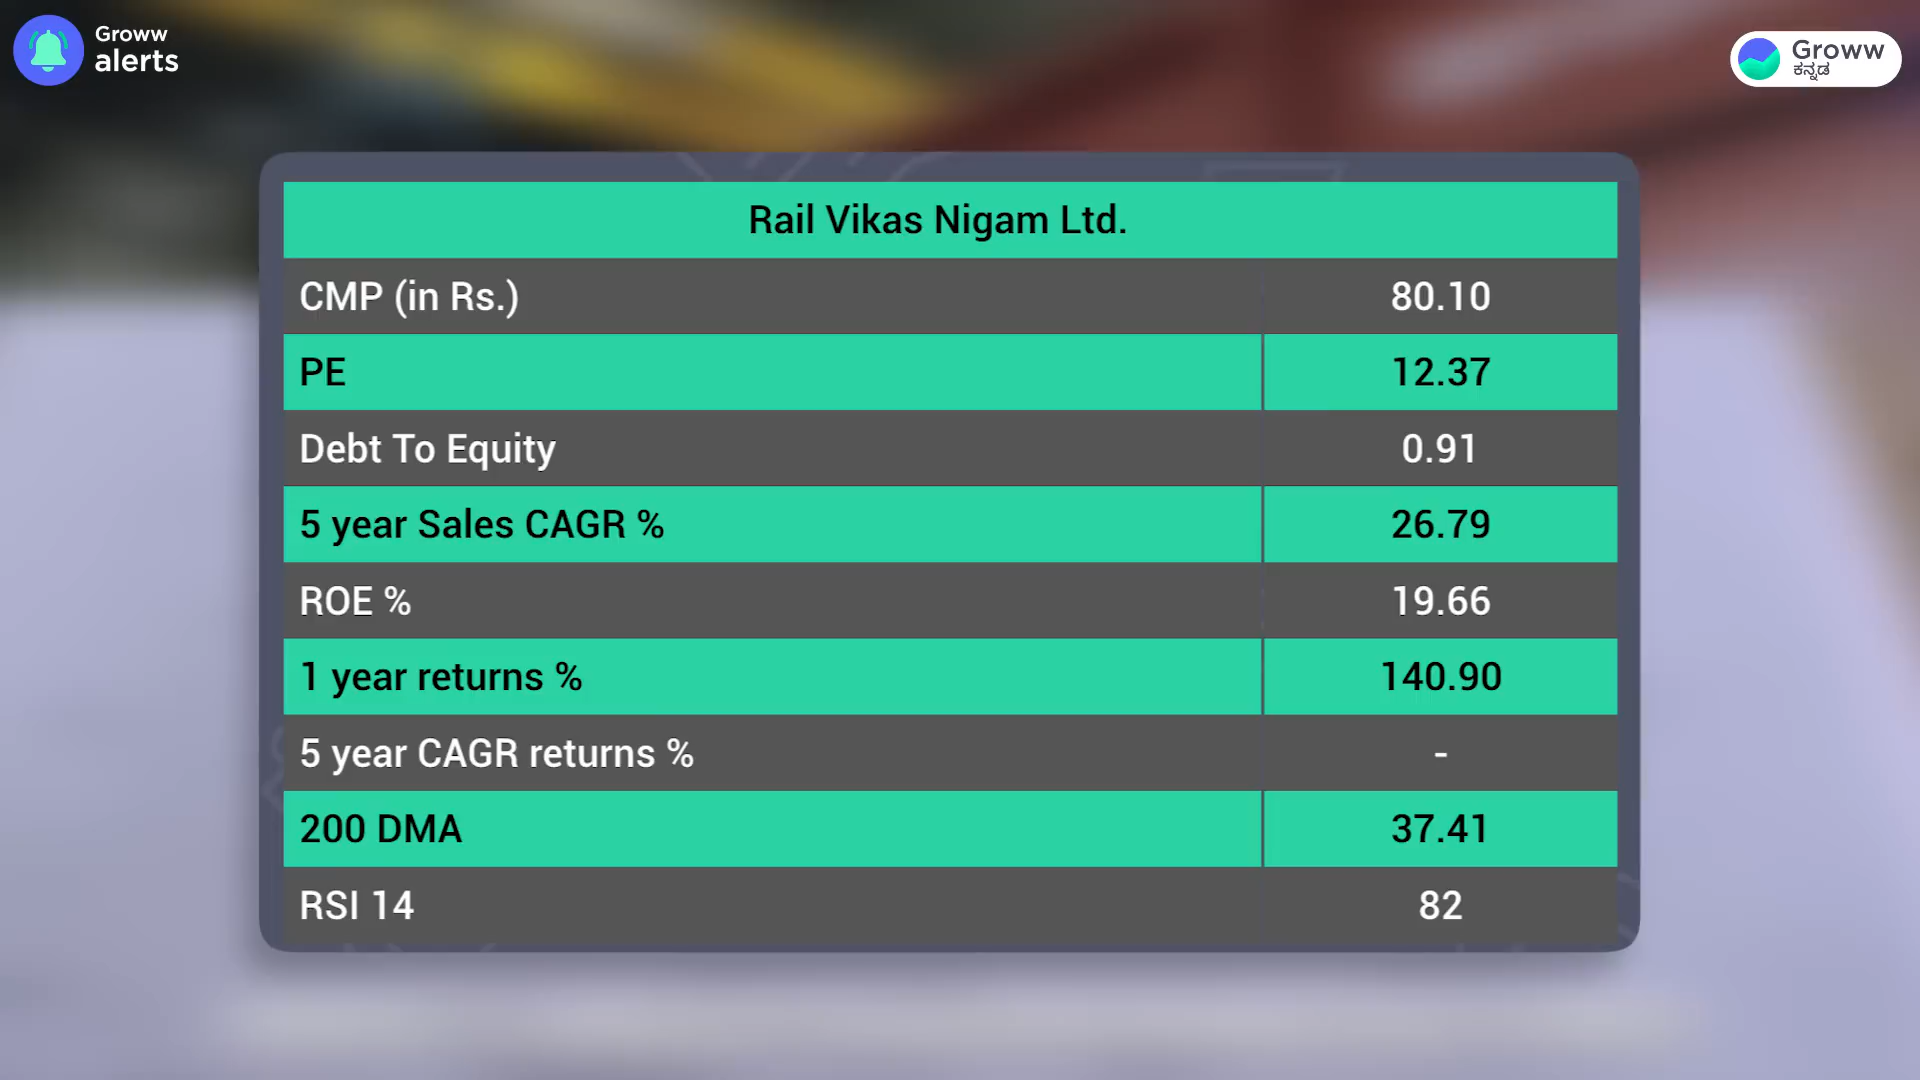 Groww
alerts
Groww
ಕನ್ನಡ
Rail Vikas Nigam Ltd.
CMP (in Rs.) 80.10
PE 12.37
Debt To Equity 0.91
5 year Sales CAGR % 26.79
ROE % 19.66
1 year returns % 140.90
5 year CAGR returns % -
200 DMA 37.41
RSI 14 82